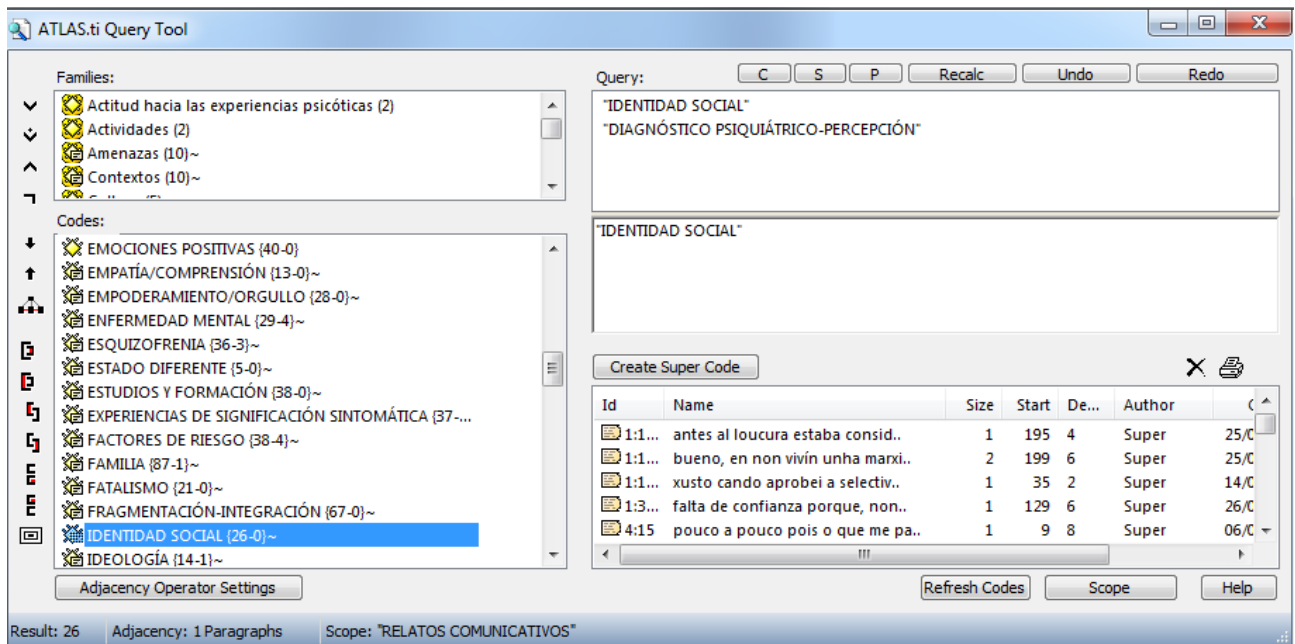 ATLAS.ti Query Tool
Families:
Actitud hacia las experiencias psicóticas (2)
Actividades (2)
Amenazas (10)~
Contextos (10)~
Codes:
EMOCIONES POSITIVAS {40-0}
EMPATÍA/COMPRENSIÓN {13-0}~
EMPODERAMIENTO/ORGULLO {28-0}~
ENFERMEDAD MENTAL {29-4}~
ESQUIZOFRENIA {36-3}~
ESTADO DIFERENTE {5-0}~
ESTUDIOS Y FORMACIÓN {38-0}~
EXPERIENCIAS DE SIGNIFICACIÓN SINTOMÁTICA {37-...
FACTORES DE RIESGO {38-4}~
FAMILIA {87-1}~
FATALISMO {21-0}~
FRAGMENTACIÓN-INTEGRACIÓN {67-0}~
IDENTIDAD SOCIAL {26-0}~
IDEOLOGÍA {14-1}~
Adjacency Operator Settings
Query: C S P Recalc Undo Redo
"IDENTIDAD SOCIAL"
"DIAGNÓSTICO PSIQUIÁTRICO-PERCEPCIÓN"
"IDENTIDAD SOCIAL"
Create Super Code
Id Name Size Start De... Author
1:1... antes al loucura estaba consid.. 1 195 4 Super 25/0
1:1... bueno, en non vivín unha marxi.. 2 199 6 Super 25/0
1:1... xusto cando aprobei a selectiv.. 1 35 2 Super 14/0
1:3... falta de confianza porque, non... 1 129 6 Super 26/0
4:15 pouco a pouco pois o que me pa.. 1 9 8 Super 06/0
Refresh Codes Scope Help
Result: 26 Adjacency: 1 Paragraphs Scope: "RELATOS COMUNICATIVOS"